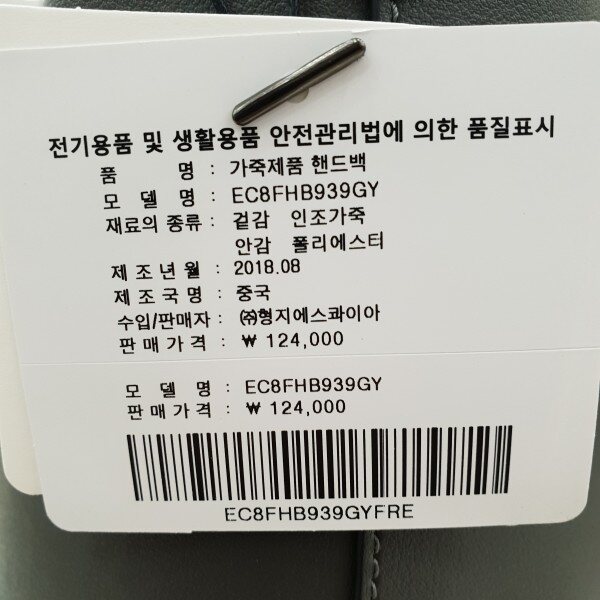 전기용품 및 생활용품 안전관리법에 의한 품질표시
품 명 : 가죽제품 핸드백
모 델 명 : EC8FHB939GY
재료의 종류 : 겉감 인조가죽
안감 폴리에스터
제 조 년 월 : 2018.08
제 조 국 명 : 중국
수입/판매자 : ㈜형지에스콰이아
판 매 가 격 : ₩ 124,000
모 델 명 : EC8FHB939GY
판 매 가 격 : ₩ 124,000
EC8FHB939GYFRE